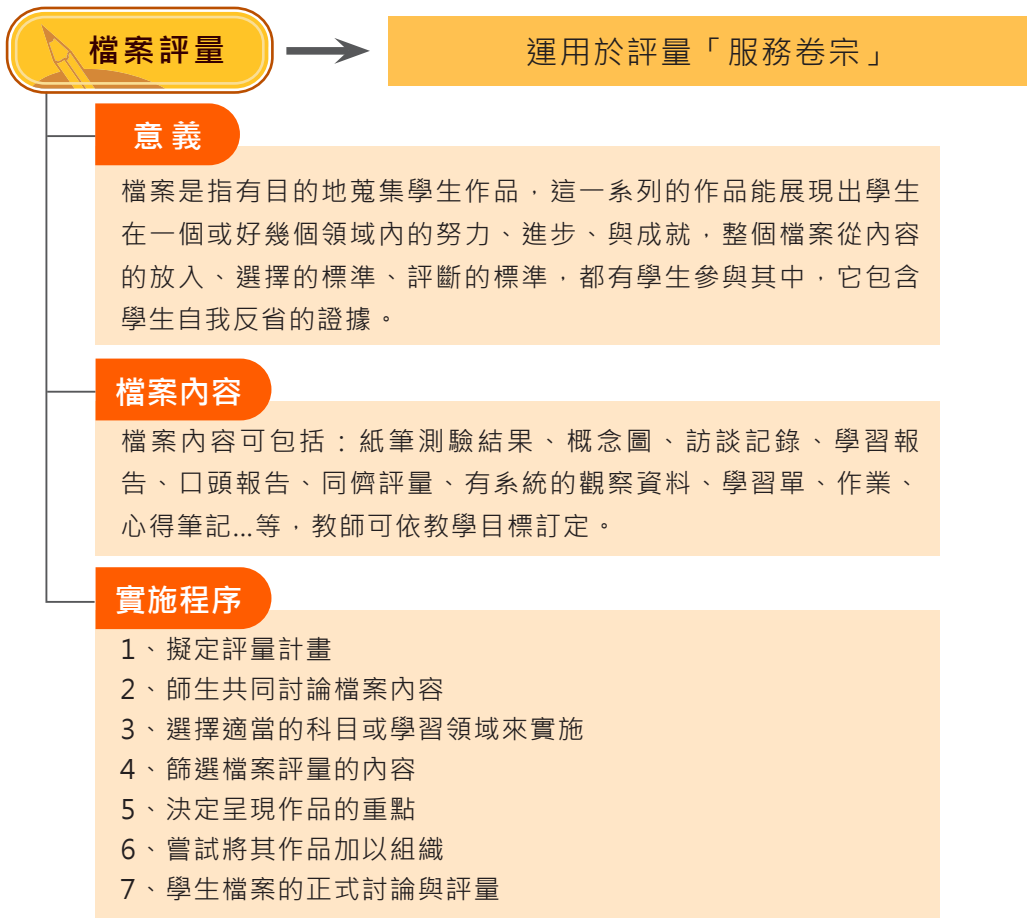 檔案評量
運用於評量「服務卷宗」
意義
檔案是指有目的地蒐集學生作品，這一系列的作品能展現出學生
在一個或好幾個領域內的努力、進步、與成就，整個檔案從內容
的放入、選擇的標準、評斷的標準，都有學生參與其中，它包含
學生自我反省的證據。
檔案內容
檔案內容可包括：紙筆測驗結果、概念圖、訪談記錄、學習報
告、口頭報告、同儕評量、有系統的觀察資料、學習單、作業、
心得筆記...等，教師可依教學目標訂定。
實施程序
1、擬定評量計畫
2、師生共同討論檔案內容
3、選擇適當的科目或學習領域來實施
4、篩選檔案評量的內容
5、決定呈現作品的重點
6、嘗試將其作品加以組織
7、學生檔案的正式討論與評量